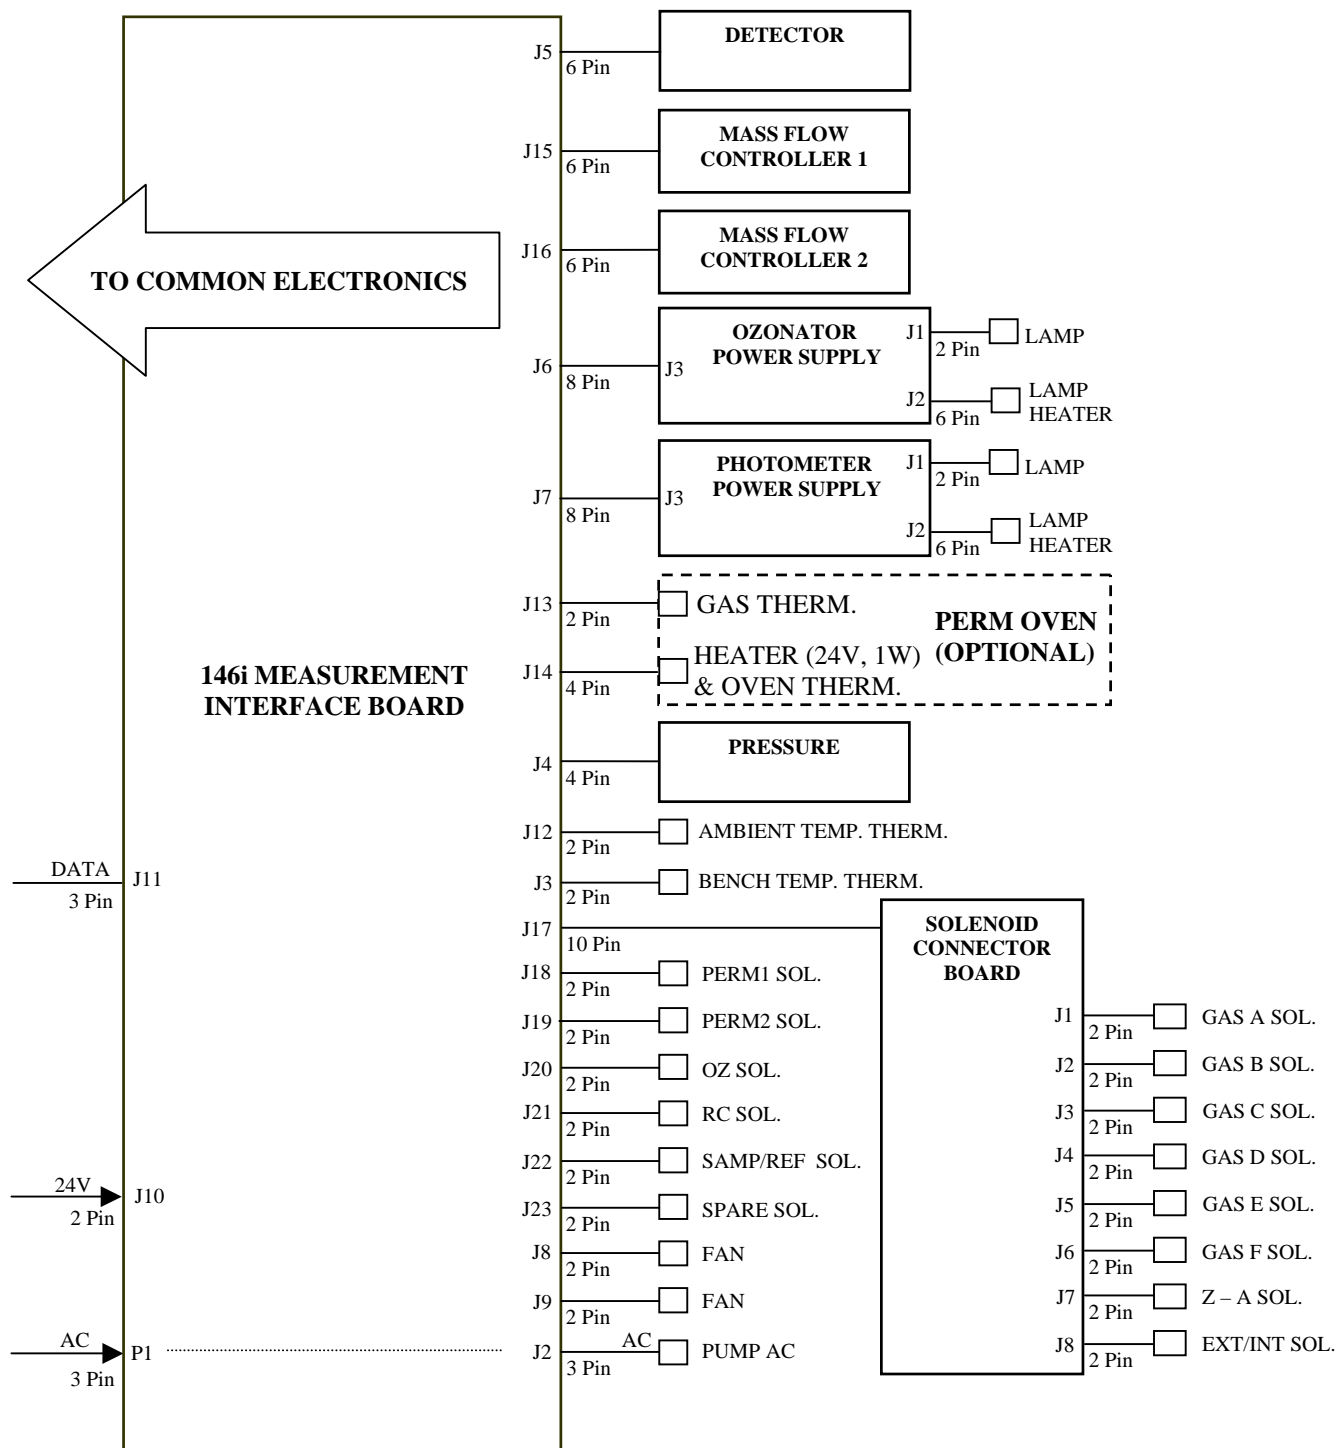 DETECTOR
J5
6 Pin
MASS FLOW
CONTROLLER 1
J15
6 Pin
MASS FLOW
CONTROLLER 2
J16
6 Pin
TO COMMON ELECTRONICS
OZONATOR
POWER SUPPLY
J6
8 Pin
J3
J1
2 Pin
LAMP
J2
6 Pin
LAMP
HEATER
PHOTOMETER
POWER SUPPLY
J7
8 Pin
J3
J1
2 Pin
LAMP
J2
6 Pin
LAMP
HEATER
J13
2 Pin
GAS THERM.
PERM OVEN
(OPTIONAL)
J14
4 Pin
HEATER (24V, 1W)
& OVEN THERM.
146i MEASUREMENT
INTERFACE BOARD
PRESSURE
J4
4 Pin
J12
2 Pin
AMBIENT TEMP. THERM.
DATA
3 Pin
J11
J3
2 Pin
BENCH TEMP. THERM.
J17
10 Pin
SOLENOID
CONNECTOR
BOARD
J18
2 Pin
PERM1 SOL.
J19
2 Pin
PERM2 SOL.
J20
2 Pin
OZ SOL.
J21
2 Pin
RC SOL.
J22
2 Pin
SAMP/REF SOL.
24V
2 Pin
J10
J23
2 Pin
SPARE SOL.
J8
2 Pin
FAN
J9
2 Pin
FAN
AC
3 Pin
P1
J2
3 Pin
AC
PUMP AC
J1
2 Pin
GAS A SOL.
J2
2 Pin
GAS B SOL.
J3
2 Pin
GAS C SOL.
J4
2 Pin
GAS D SOL.
J5
2 Pin
GAS E SOL.
J6
2 Pin
GAS F SOL.
J7
2 Pin
Z – A SOL.
J8
2 Pin
EXT/INT SOL.